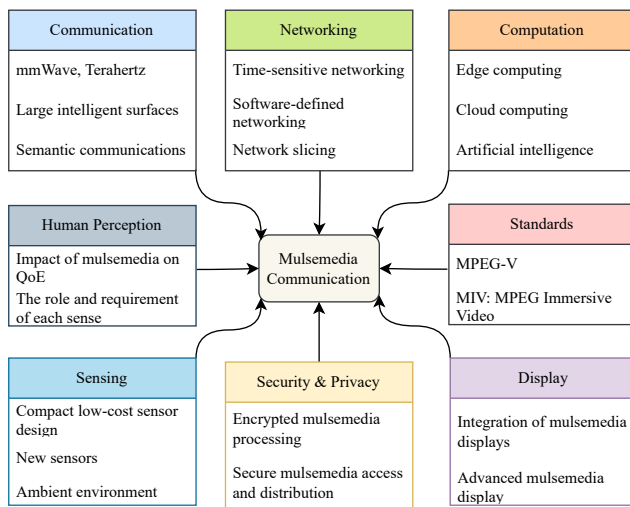 Communication
mmWave, Terahertz
Large intelligent surfaces
Semantic communications
Networking
Time-sensitive networking
Software-defined
networking
Network slicing
Computation
Edge computing
Cloud computing
Artificial intelligence
Human Perception
Impact of mulsemedia on
QoE
The role and requirement
of each sense
Mulsemedia
Communication
Standards
MPEG-V
MIV: MPEG Immersive
Video
Sensing
Compact low-cost sensor
design
New sensors
Ambient environment
Security & Privacy
Encrypted mulsemedia
processing
Secure mulsemedia access
and distribution
Display
Integration of mulsemedia
displays
Advanced mulsemedia
display